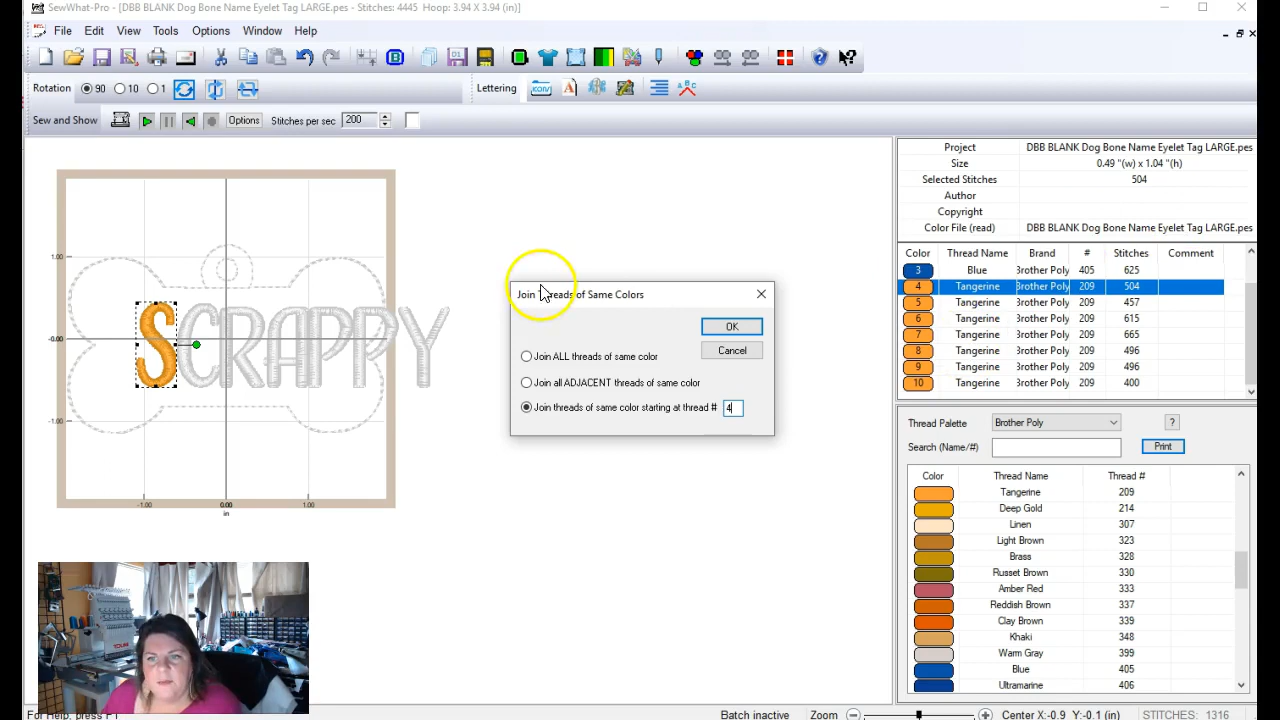 SewWhat-Pro - [DBB BLANK Dog Bone Name Eyelet Tag LARGE.pes - Stitches: 4445 Hoop: 3.94 X 3.94 (in)]
File Edit View Tools Options Window Help
Rotation 90 10 1 Lettering
Sew and Show Options Stitches per sec 200
Project DBB BLANK Dog Bone Name Eyelet Tag LARGE.pes
Size 0.49 "(w) x 1.04 "(h)
Selected Stitches 504
Author
Copyright
Color File (read) DBB BLANK Dog Bone Name Eyelet Tag LARGE.pes
Color Thread Name Brand # Stitches Comment
3 Blue Brother Poly 405 625
4 Tangerine Brother Poly 209 504
5 Tangerine Brother Poly 209 457
6 Tangerine Brother Poly 209 615
7 Tangerine Brother Poly 209 665
8 Tangerine Brother Poly 209 496
9 Tangerine Brother Poly 209 496
10 Tangerine Brother Poly 209 400
Thread Palette Brother Poly ?
Search (Name/#) Print
Color Thread Name Thread #
Tangerine 209
Deep Gold 214
Linen 307
Light Brown 323
Brass 328
Russet Brown 330
Amber Red 333
Reddish Brown 337
Clay Brown 339
Khaki 348
Warm Gray 399
Blue 405
Ultramarine 406
Join Threads of Same Colors
OK
Join ALL threads of same color
Cancel
Join all ADJACENT threads of same color
Join threads of same color starting at thread # 4
1.00
-0.00
-1.00
-1.00 0.00 1.00
in
SCRAPPY
For Help, press F1 Batch inactive Zoom Center X:-0.9 Y:-0.1 (in) STITCHES: 1316